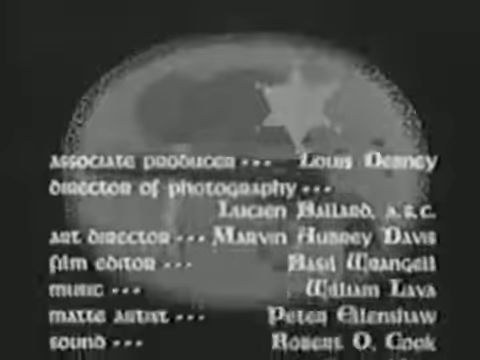 associate producer ... Louis Debney
director of photography ...
Lucien Ballard, a.s.c.
art director ... Marvin Aubrey Davis
film editor ... Basil Wrangell
music ... William Lava
matte artist ... Peter Ellenshaw
sound ... Robert O. Cook